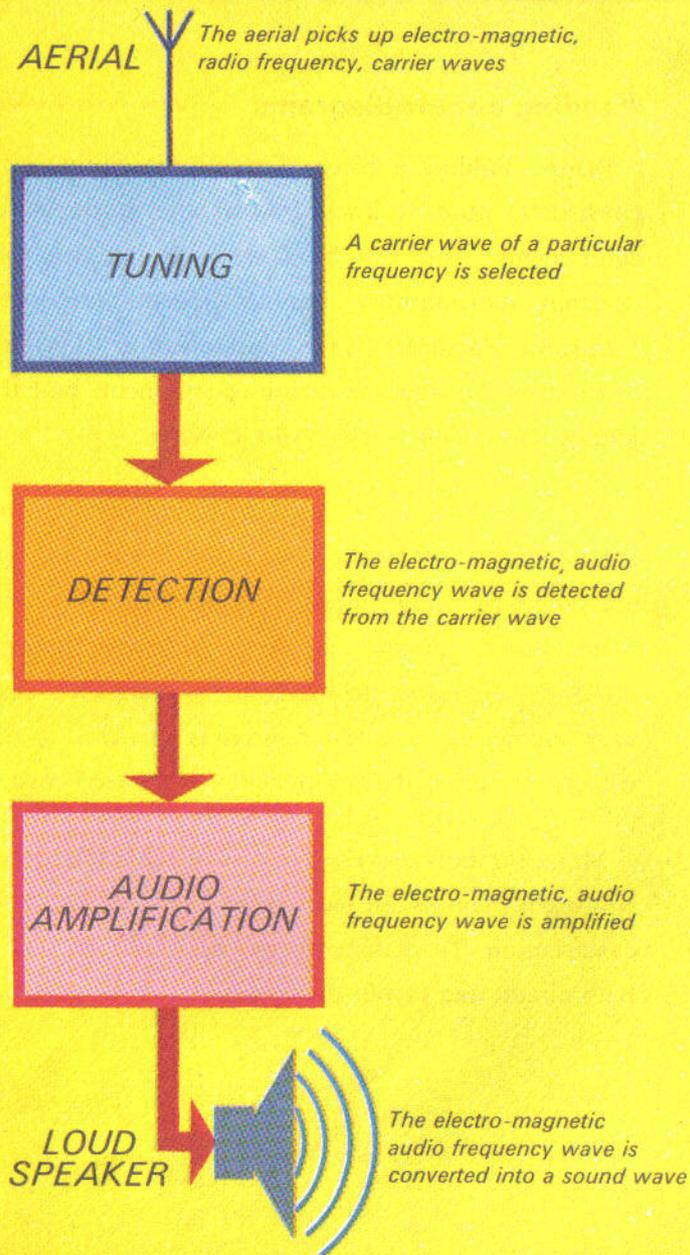 AERIAL
The aerial picks up electro-magnetic,
radio frequency, carrier waves
TUNING
A carrier wave of a particular
frequency is selected
DETECTION
The electro-magnetic, audio
frequency wave is detected
from the carrier wave
AUDIO
AMPLIFICATION
The electro-magnetic, audio
frequency wave is amplified
LOUD
SPEAKER
The electro-magnetic
audio frequency wave is
converted into a sound wave